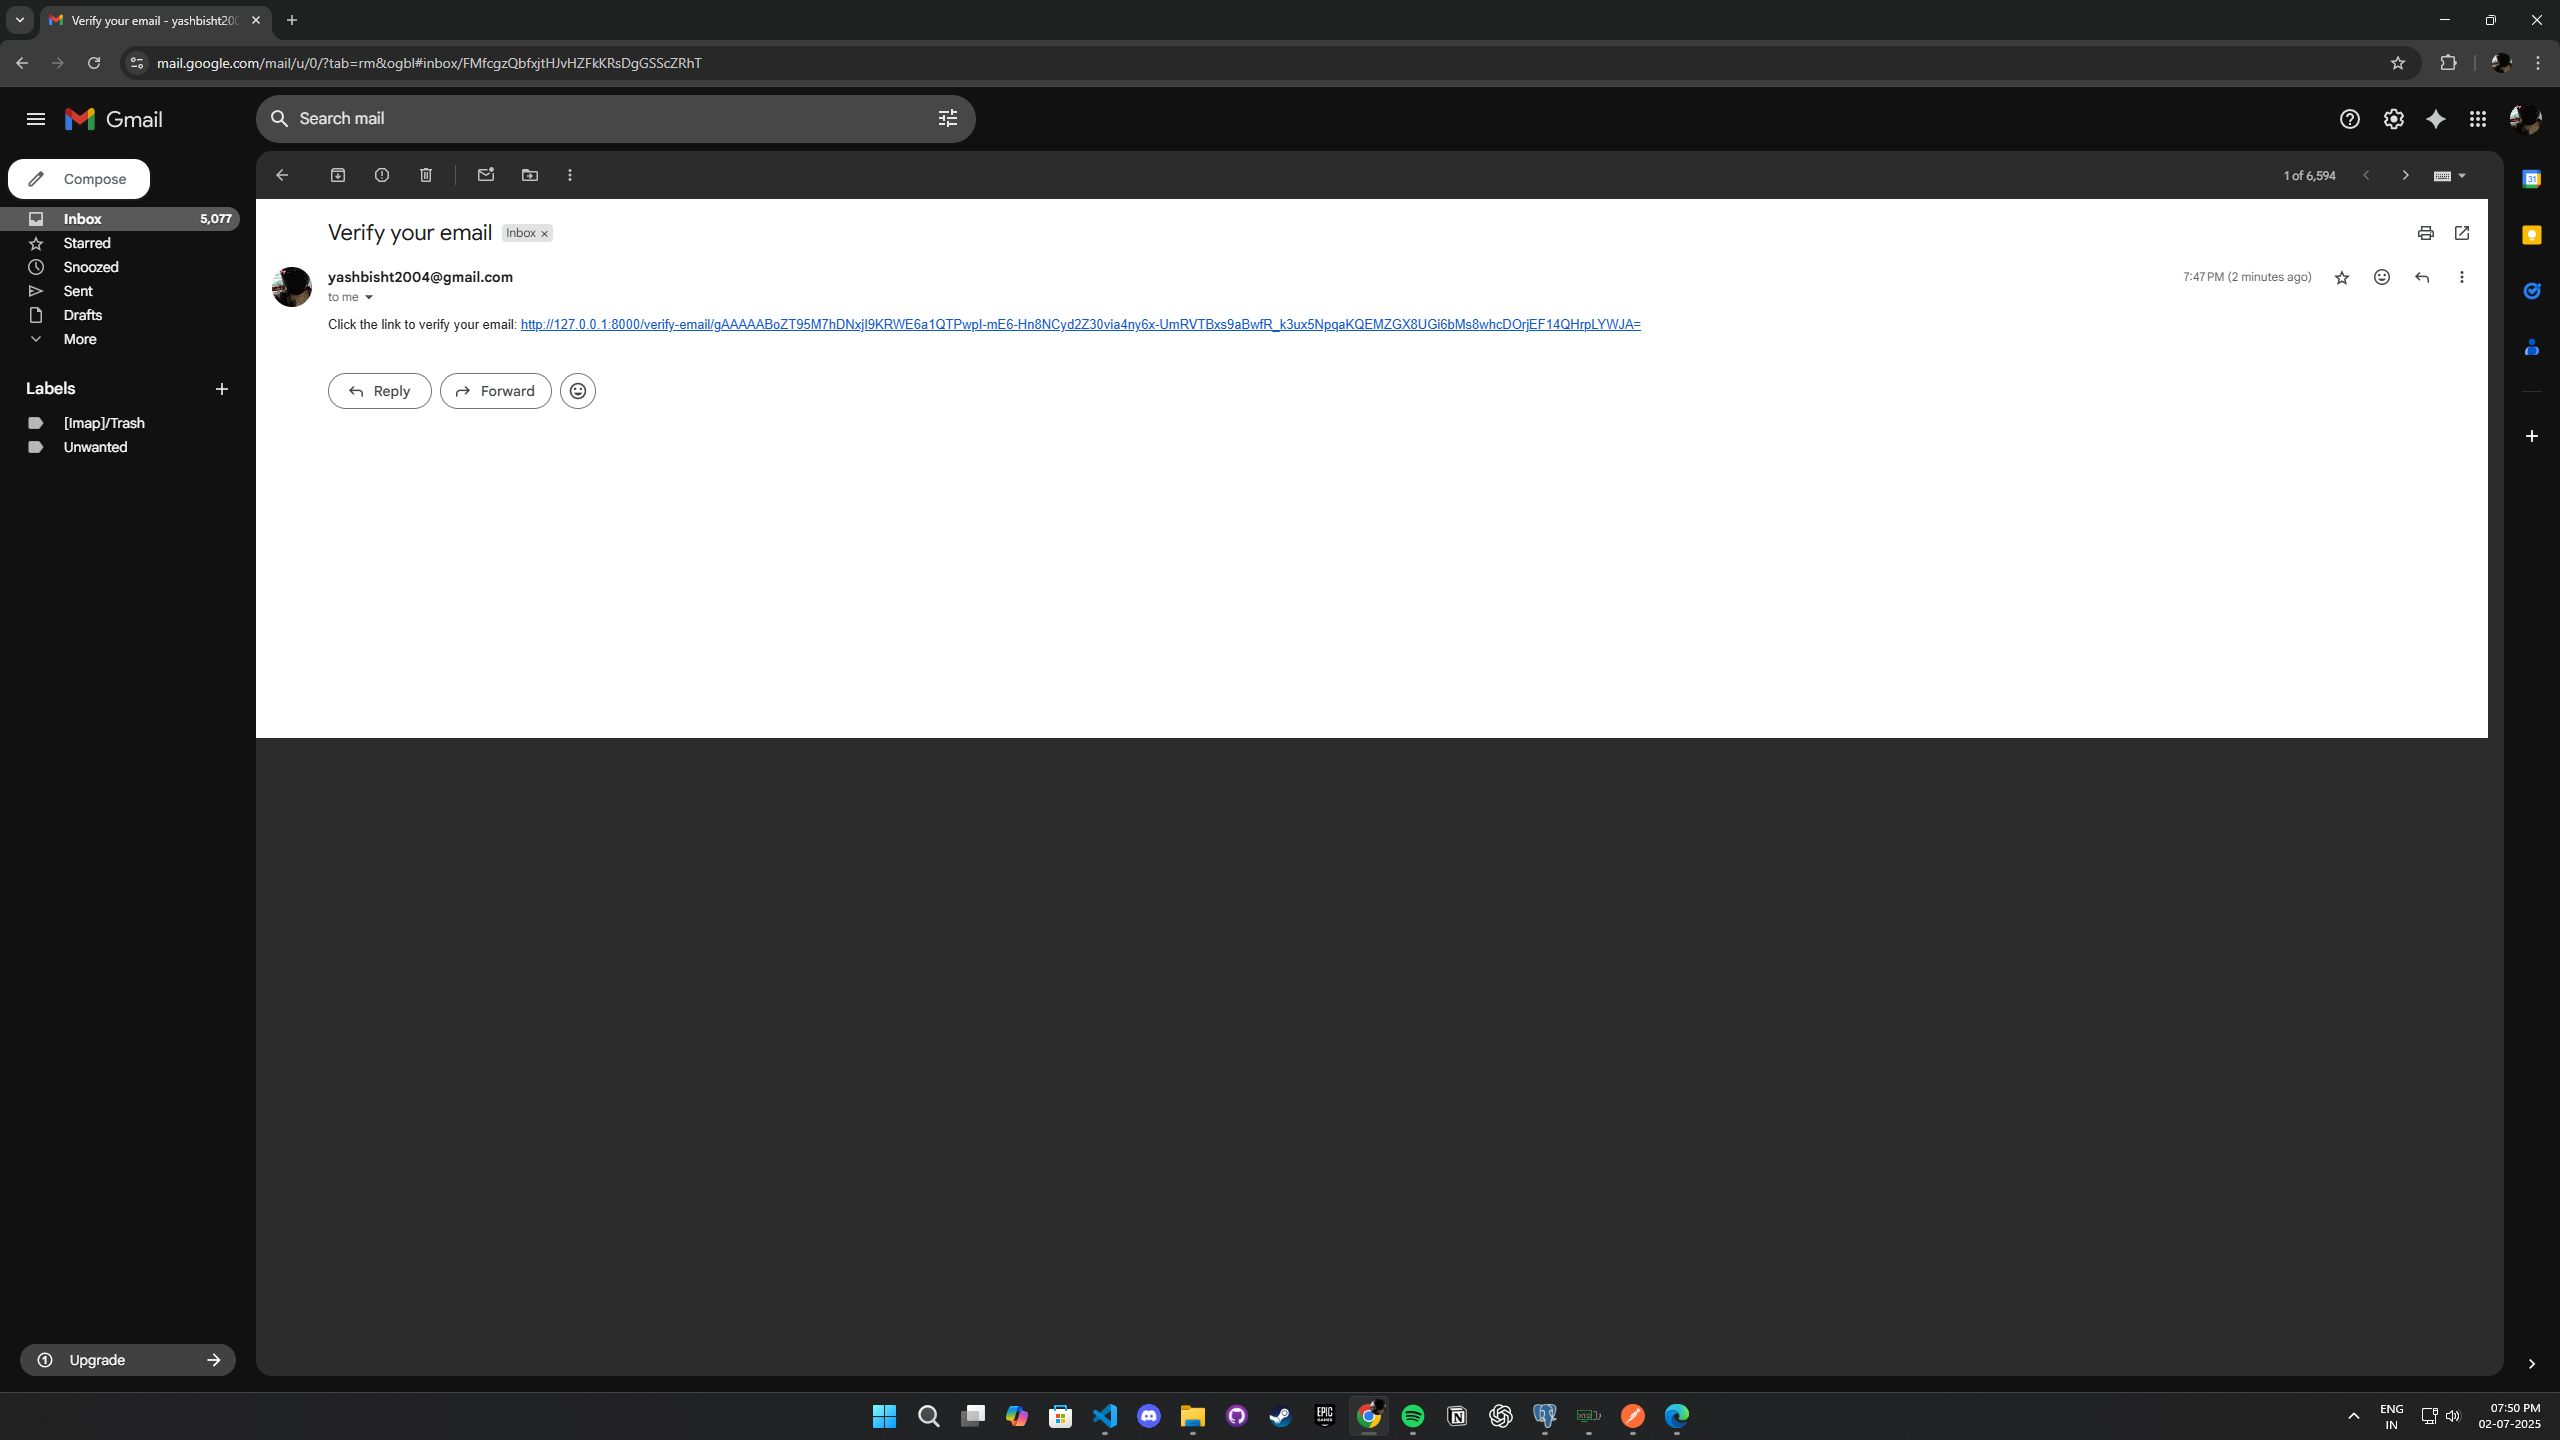 Verify your email - yashbisht200
mail.google.com/mail/u/0/?tab=rm&ogbl#inbox/FMfcgzQbfxjtHJvHZFkKRsDgGSScZRhT
Gmail
Search mail
Compose
1 of 6,594
Inbox 5,077
Starred
Snoozed
Sent
Drafts
More
Labels
[Imap]/Trash
Unwanted
Verify your email Inbox ×
yashbisht2004@gmail.com
7:47 PM (2 minutes ago)
to me
Click the link to verify your email: http://127.0.0.1:8000/verify-email/gAAAAABoZT95M7hDNxjI9KRWE6a1QTPwpI-mE6-Hn8NCyd2Z30via4ny6x-UmRVTBxs9aBwfR_k3ux5NpqaKQEMZGX8UGi6bMs8whcDOrjEF14QHrpLYWJA=
Reply
Forward
31
Upgrade
EPIC
GAMES
ENG
IN
07:50 PM
02-07-2025